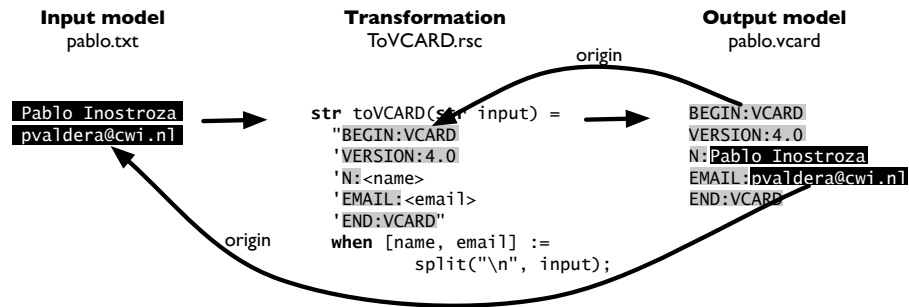 Input model
pablo.txt
Pablo Inostroza
pvaldera@cwi.nl
Transformation
ToVCARD.rsc
str toVCARD(str input) =
"BEGIN:VCARD
'VERSION:4.0
'N:<name>
'EMAIL:<email>
'END:VCARD"
when [name, email] :=
split("\n", input);
Output model
pablo.vcard
BEGIN:VCARD
VERSION:4.0
N:Pablo Inostroza
EMAIL:pvaldera@cwi.nl
END:VCARD
origin
origin